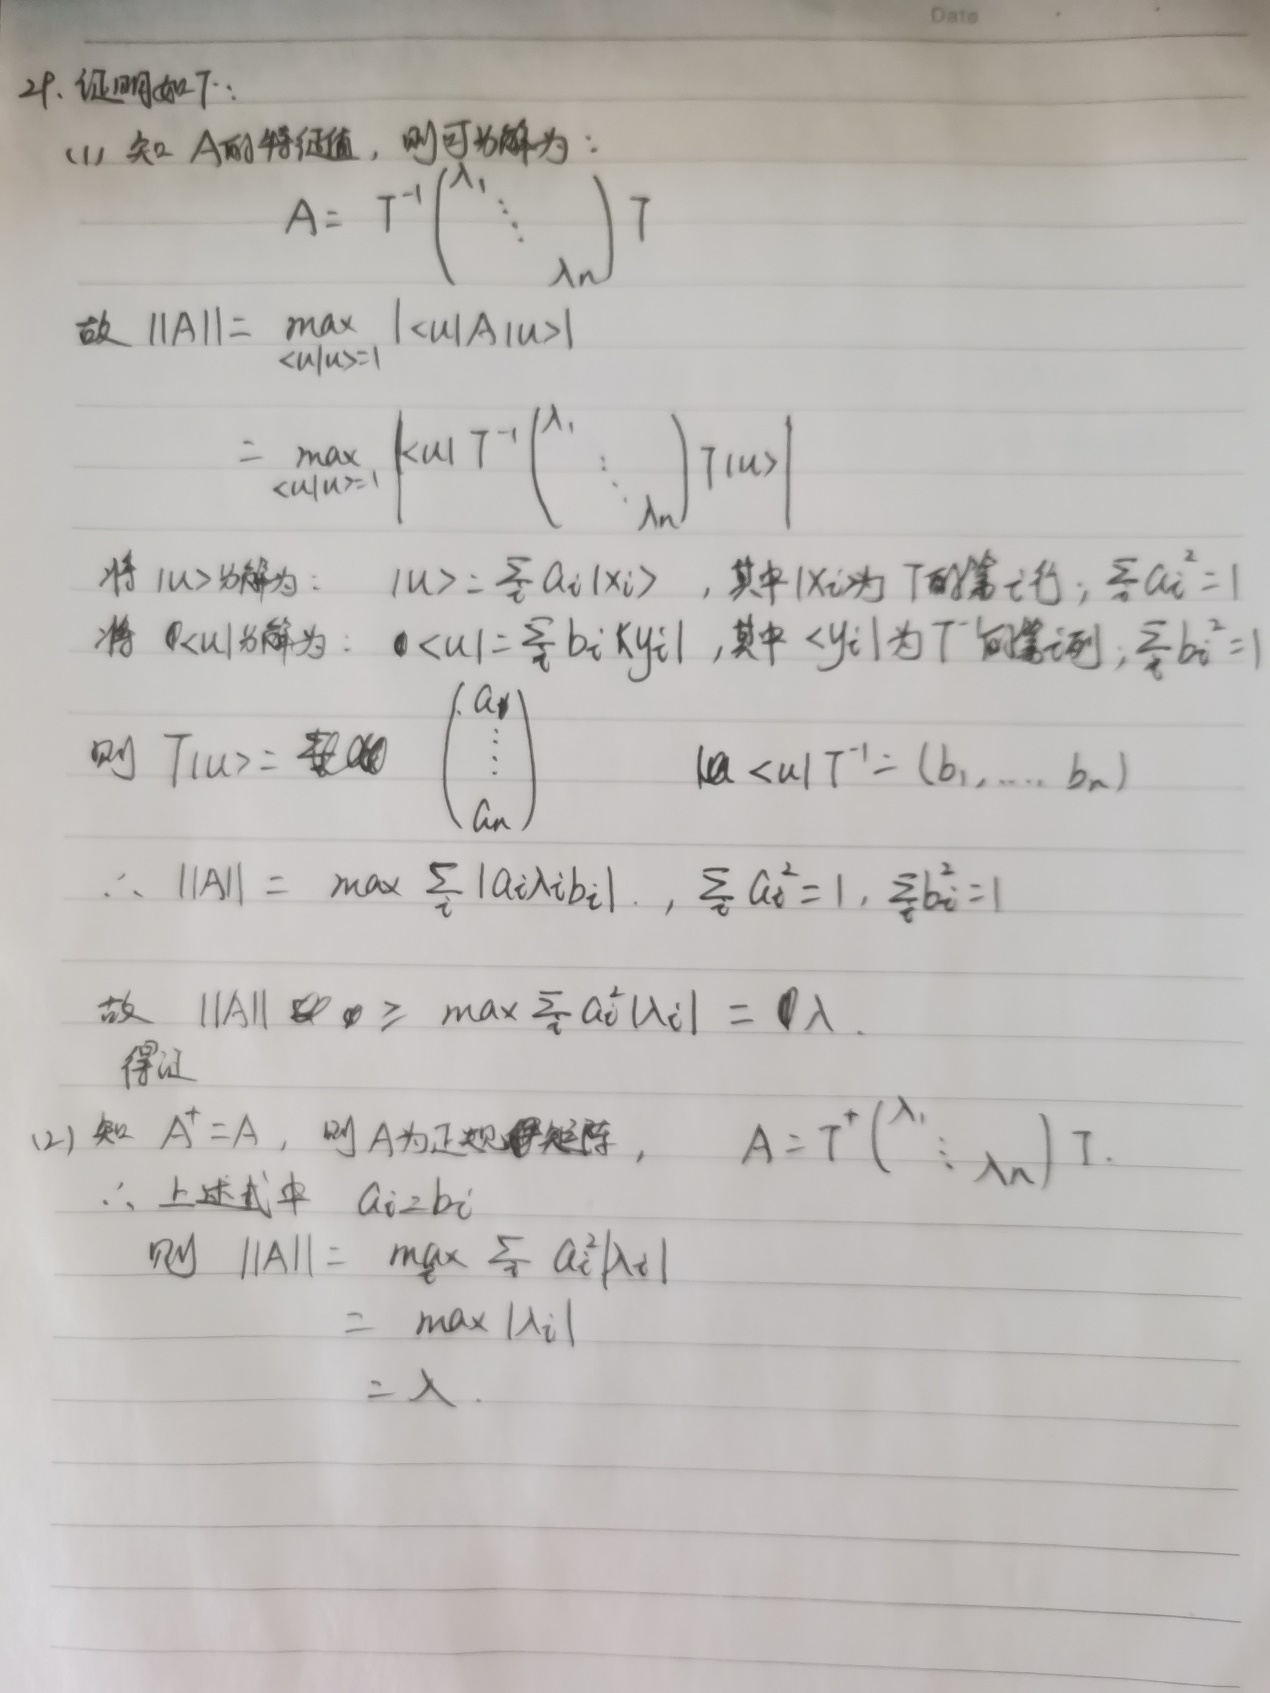 Date
29. 证明如下:
(1) 知 A的特征值, 则可分解为:
A = T⁻¹ ( λ₁ ⋱ λn ) T
故 ||A|| = max |<u|A|u>|
<u|u>=1
= max | <u| T⁻¹ ( λ₁ ⋱ λn ) T |u> |
<u|u>=1
将 |u> 分解为: |u> = Σi ai |xi> , 其中|xi>为 T的第i行; Σi ai² = 1
将 <u| 分解为: <u| = Σi bi <yi| , 其中 <yi| 为 T⁻¹的第i列; Σi bi² = 1
则 T|u> = ( a₁ ⋮ an ) <u| T⁻¹ = (b₁, .... bn)
∴ ||A|| = max Σi |aiλibi| , Σi ai² = 1, Σi bi² = 1
故 ||A|| ≥ max Σi ai² |λi| = λ.
得证
(2) 知 A⁺ = A, 则 A为正规矩阵, A = T⁺ ( λ₁ ⋱ λn ) T.
∴ 上述式中 ai = bi
则 ||A|| = max Σi ai² |λi|
= max |λi|
= λ.